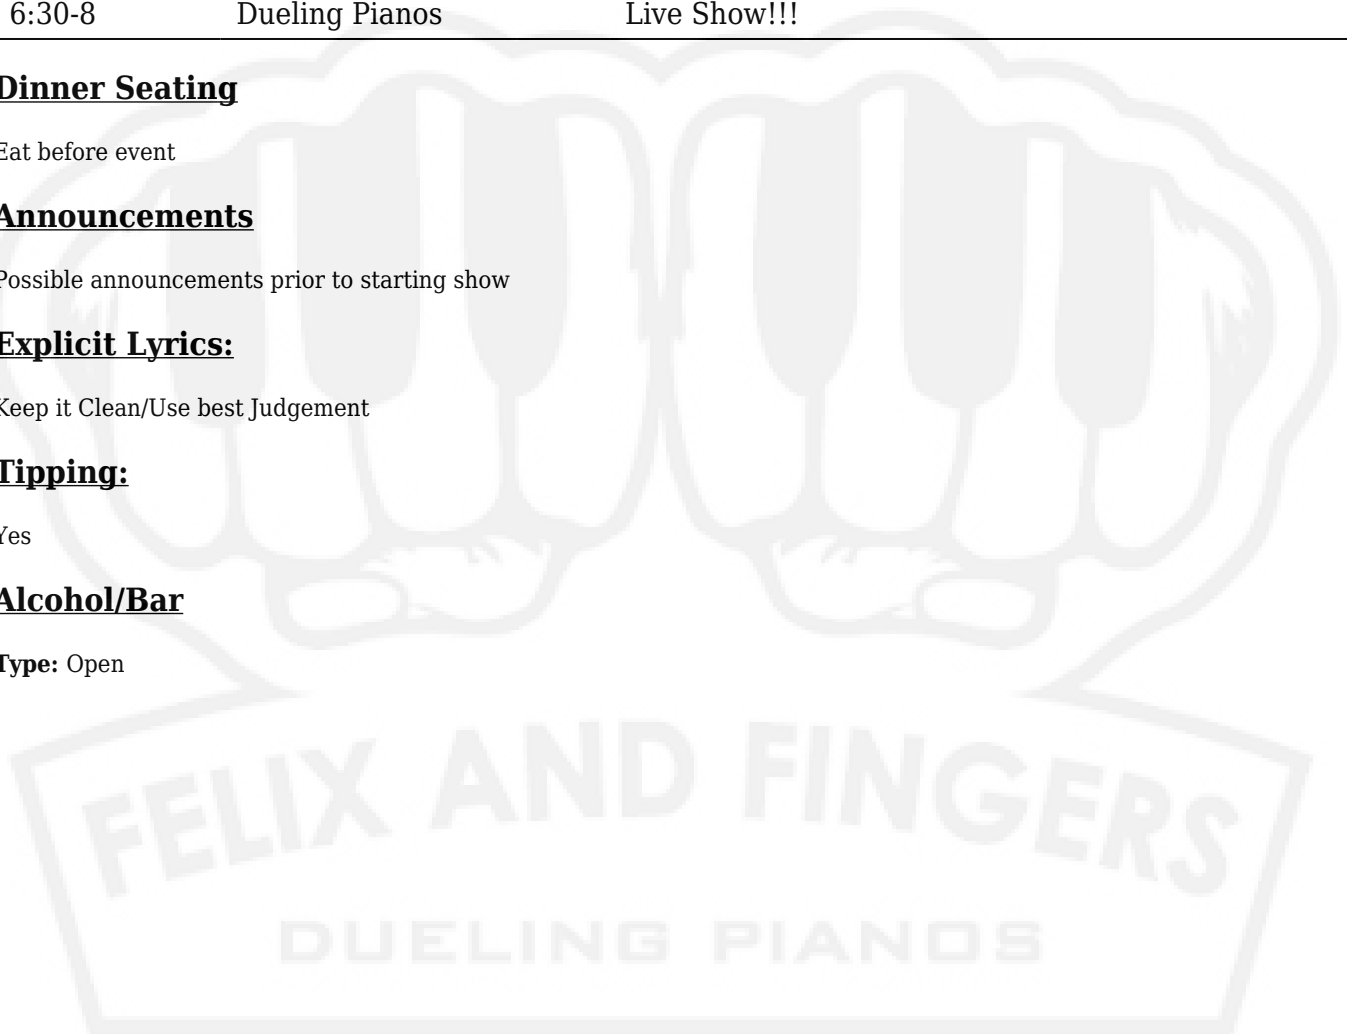 6:30-8 Dueling Pianos Live Show!!!
Dinner Seating
Eat before event
Announcements
Possible announcements prior to starting show
Explicit Lyrics:
Keep it Clean/Use best Judgement
Tipping:
Yes
Alcohol/Bar
Type: Open
FELIX AND FINGERS
DUELING PIANOS